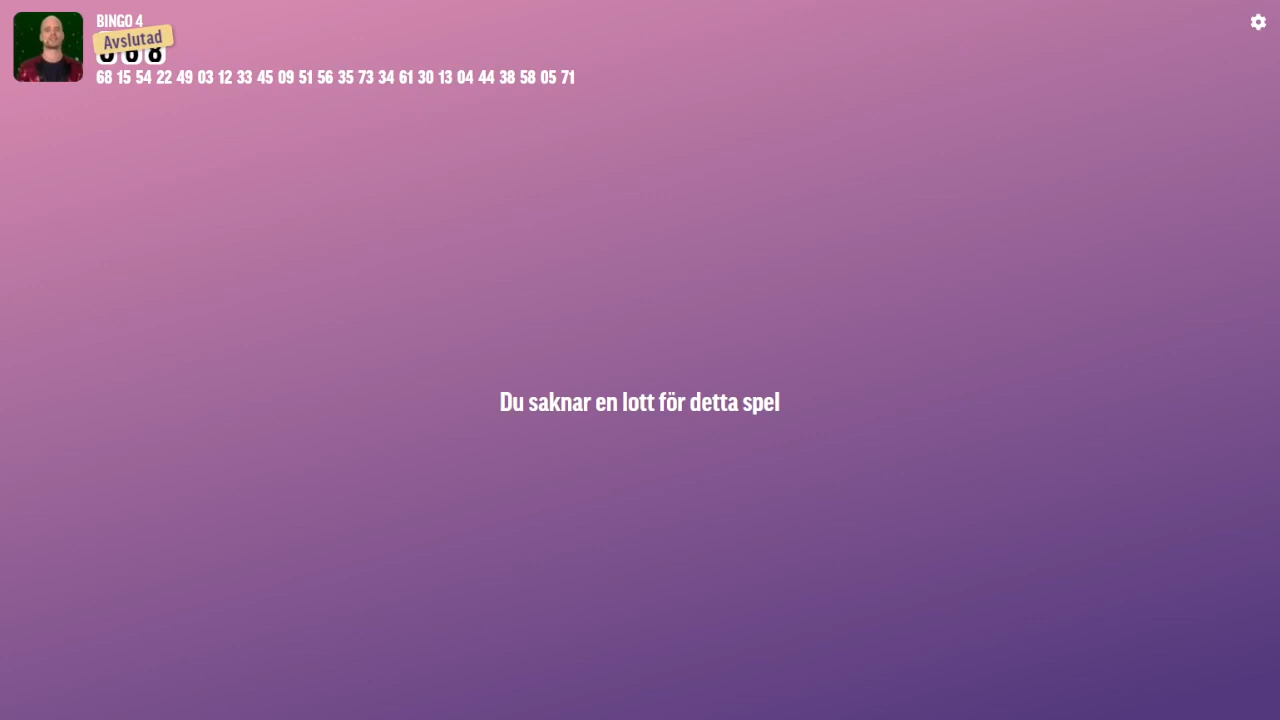 BINGO 4
Avslutad
68 15 54 22 49 03 12 33 45 09 51 56 35 73 34 61 30 13 04 44 38 58 05 71
Du saknar en lott för detta spel